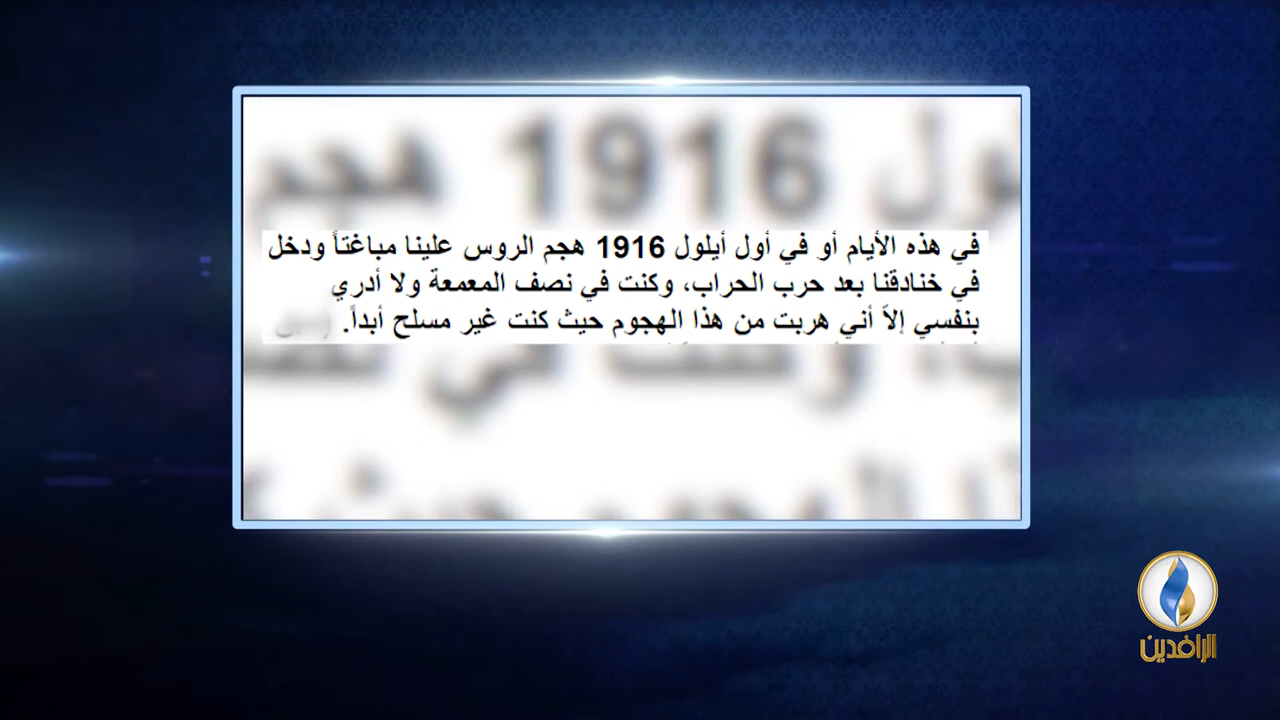 في هذه الأيام أو في أول أيلول 1916 هجم الروس علينا مباغتاً ودخل
في خنادقنا بعد حرب الحراب، وكنت في نصف المعمعة ولا أدري
بنفسي إلاّ أني هربت من هذا الهجوم حيث كنت غير مسلح أبداً.
الرافدين